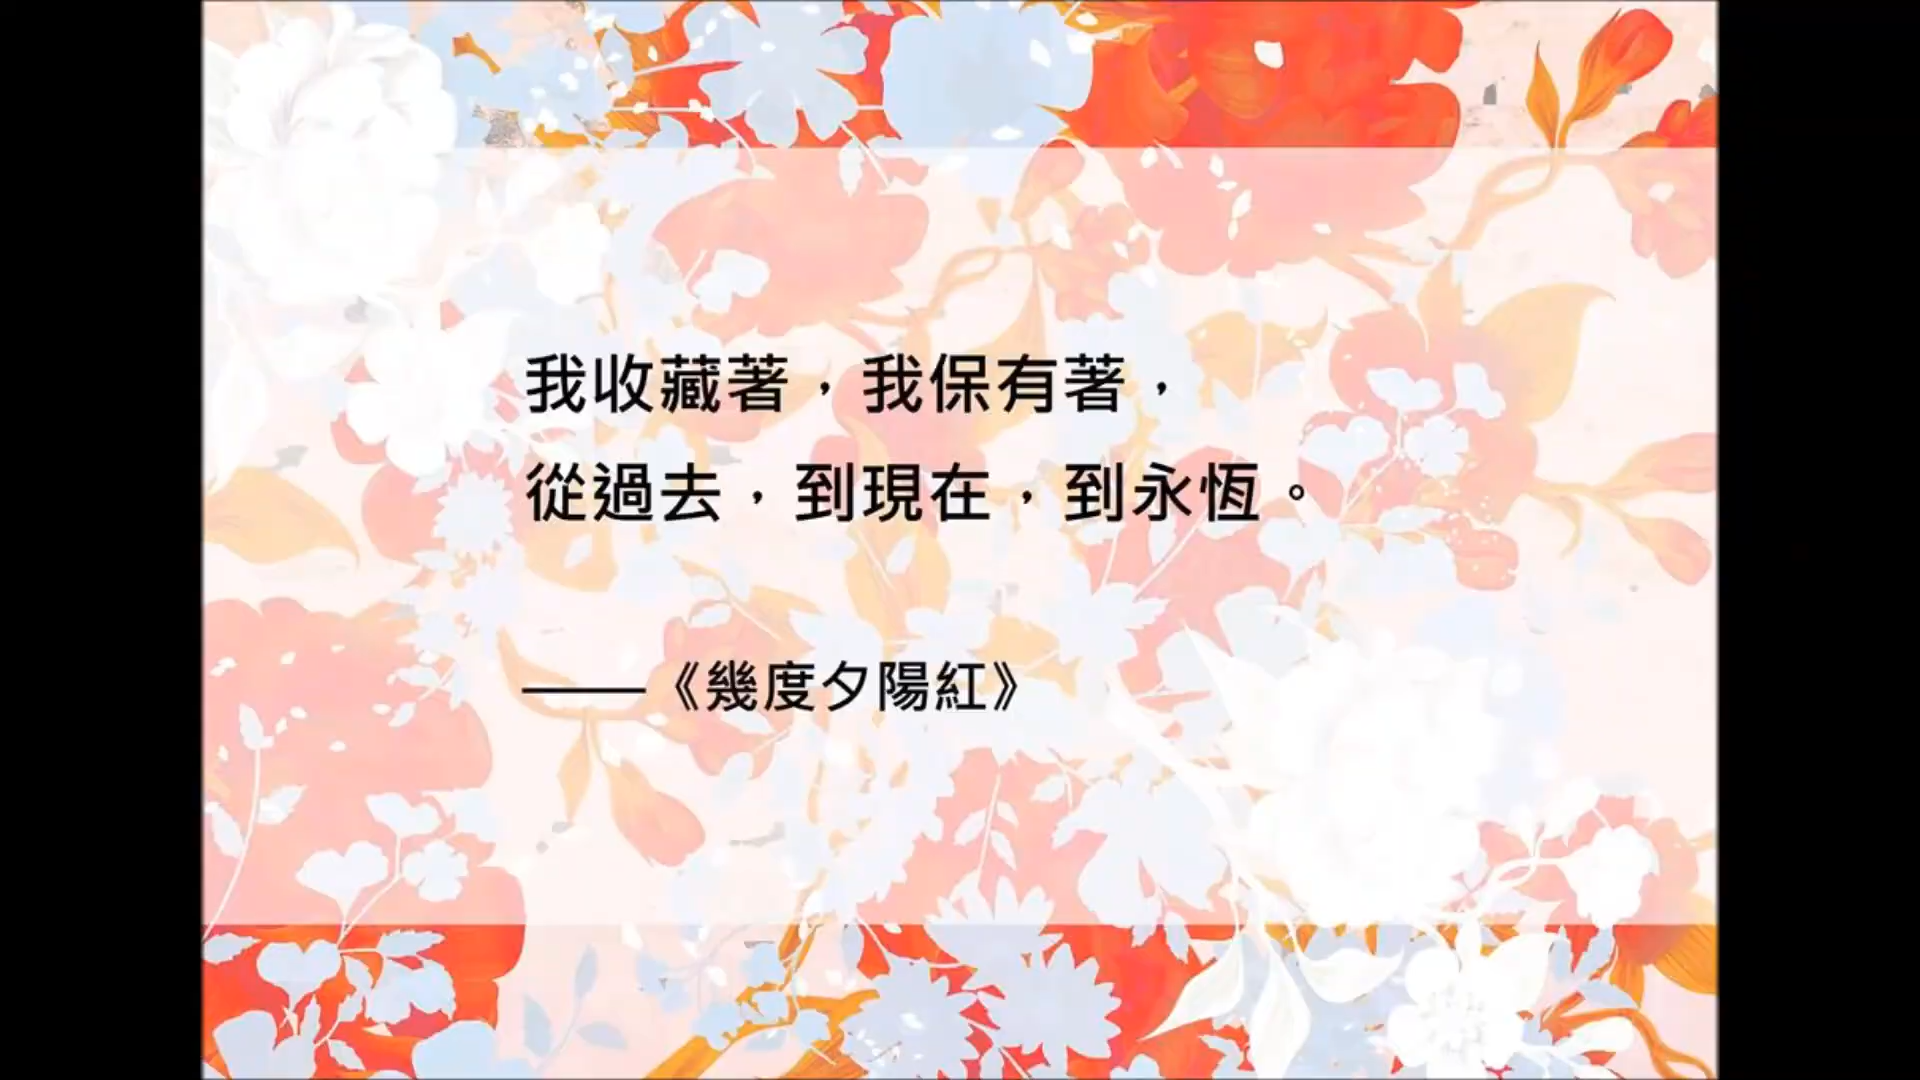 我收藏著，我保有著，
從過去，到現在，到永恆。
——《幾度夕陽紅》